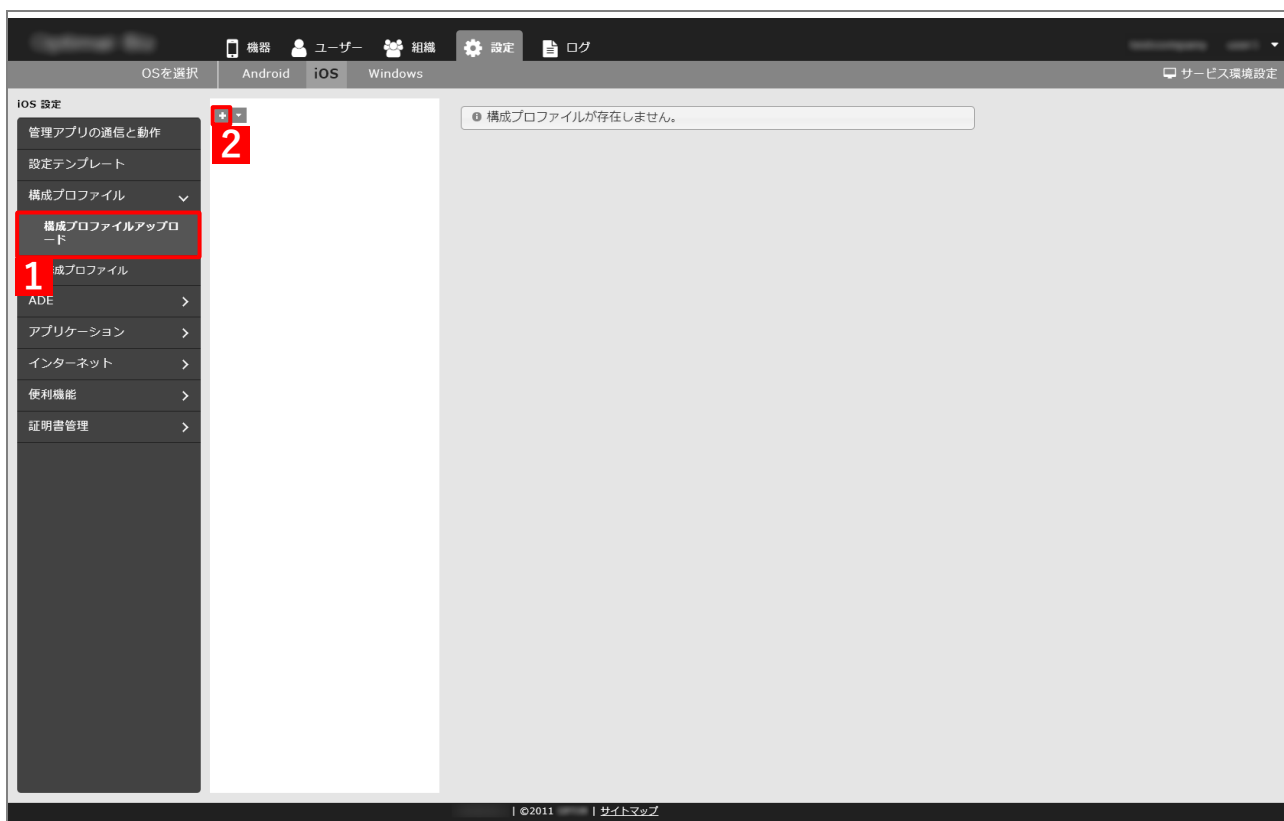 機器 ユーザー 組織 設定 ログ
OSを選択 Android iOS Windows サービス環境設定
iOS 設定
管理アプリの通信と動作
設定テンプレート
構成プロファイル
構成プロファイルアップロ
ード
1
成プロファイル
ADE
アプリケーション
インターネット
便利機能
証明書管理
2
構成プロファイルが存在しません。
| ©2011 | サイトマップ